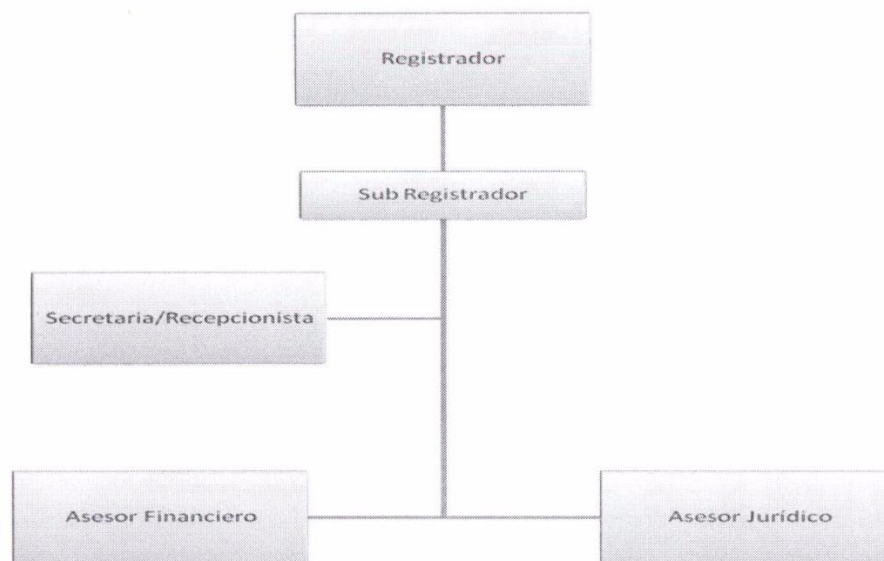 Registrador
Sub Registrador
Secretaria/Recepcionista
Asesor Financiero
Asesor Jurídico